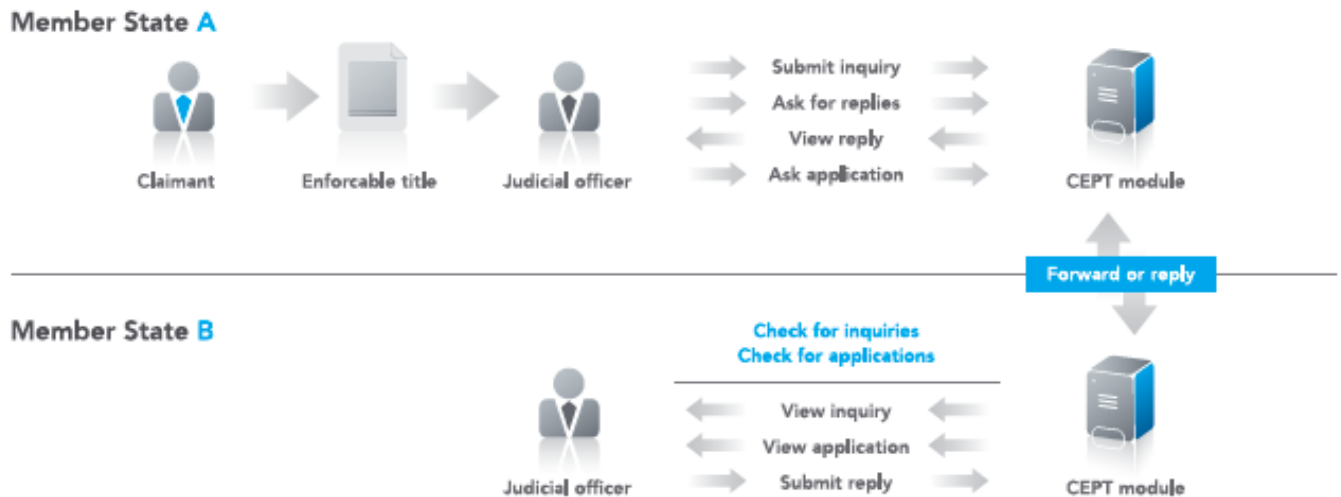 Member State A
Submit inquiry
Ask for replies
View reply
Ask application
Claimant
Enforcable title
Judicial officer
CEPT module
Forward or reply
Member State B
Check for inquiries
Check for applications
View inquiry
View application
Submit reply
Judicial officer
CEPT module